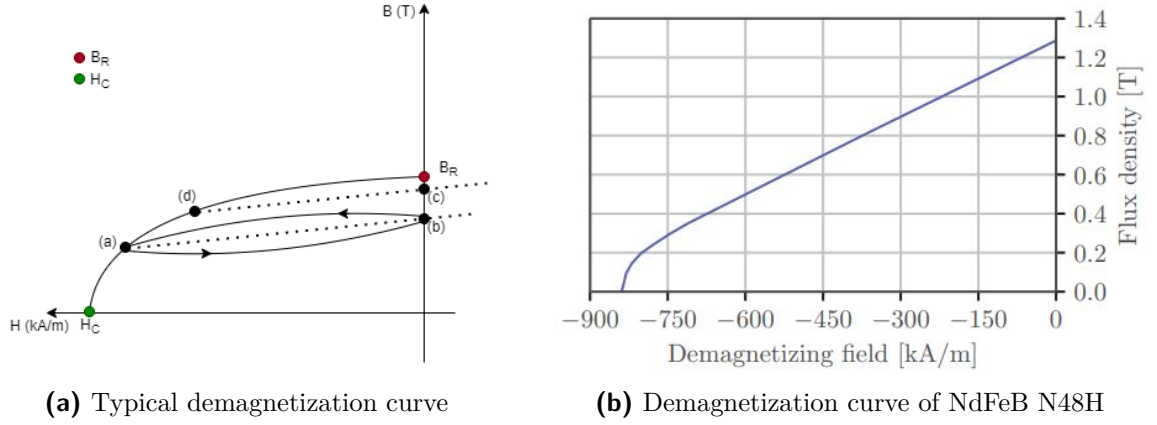 B (T)
B_R
H_C
B_R
(d)
(c)
(a)
(b)
H (kA/m)
H_C
1.4
1.2
1.0
0.8
0.6
0.4
0.2
0.0
Flux density [T]
−900
−750
−600
−450
−300
−150
0
Demagnetizing field [kA/m]
(a) Typical demagnetization curve
(b) Demagnetization curve of NdFeB N48H